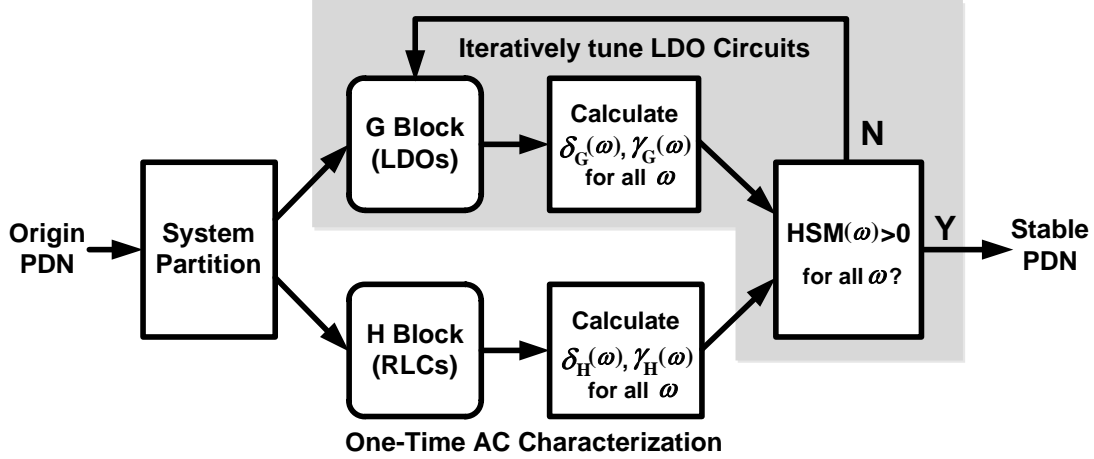 Iteratively tune LDO Circuits
G Block
(LDOs)
Calculate
δG(ω), γG(ω)
for all ω
N
Origin
PDN
System
Partition
HSM(ω)>0
for all ω?
Y
Stable
PDN
H Block
(RLCs)
Calculate
δH(ω), γH(ω)
for all ω
One-Time AC Characterization